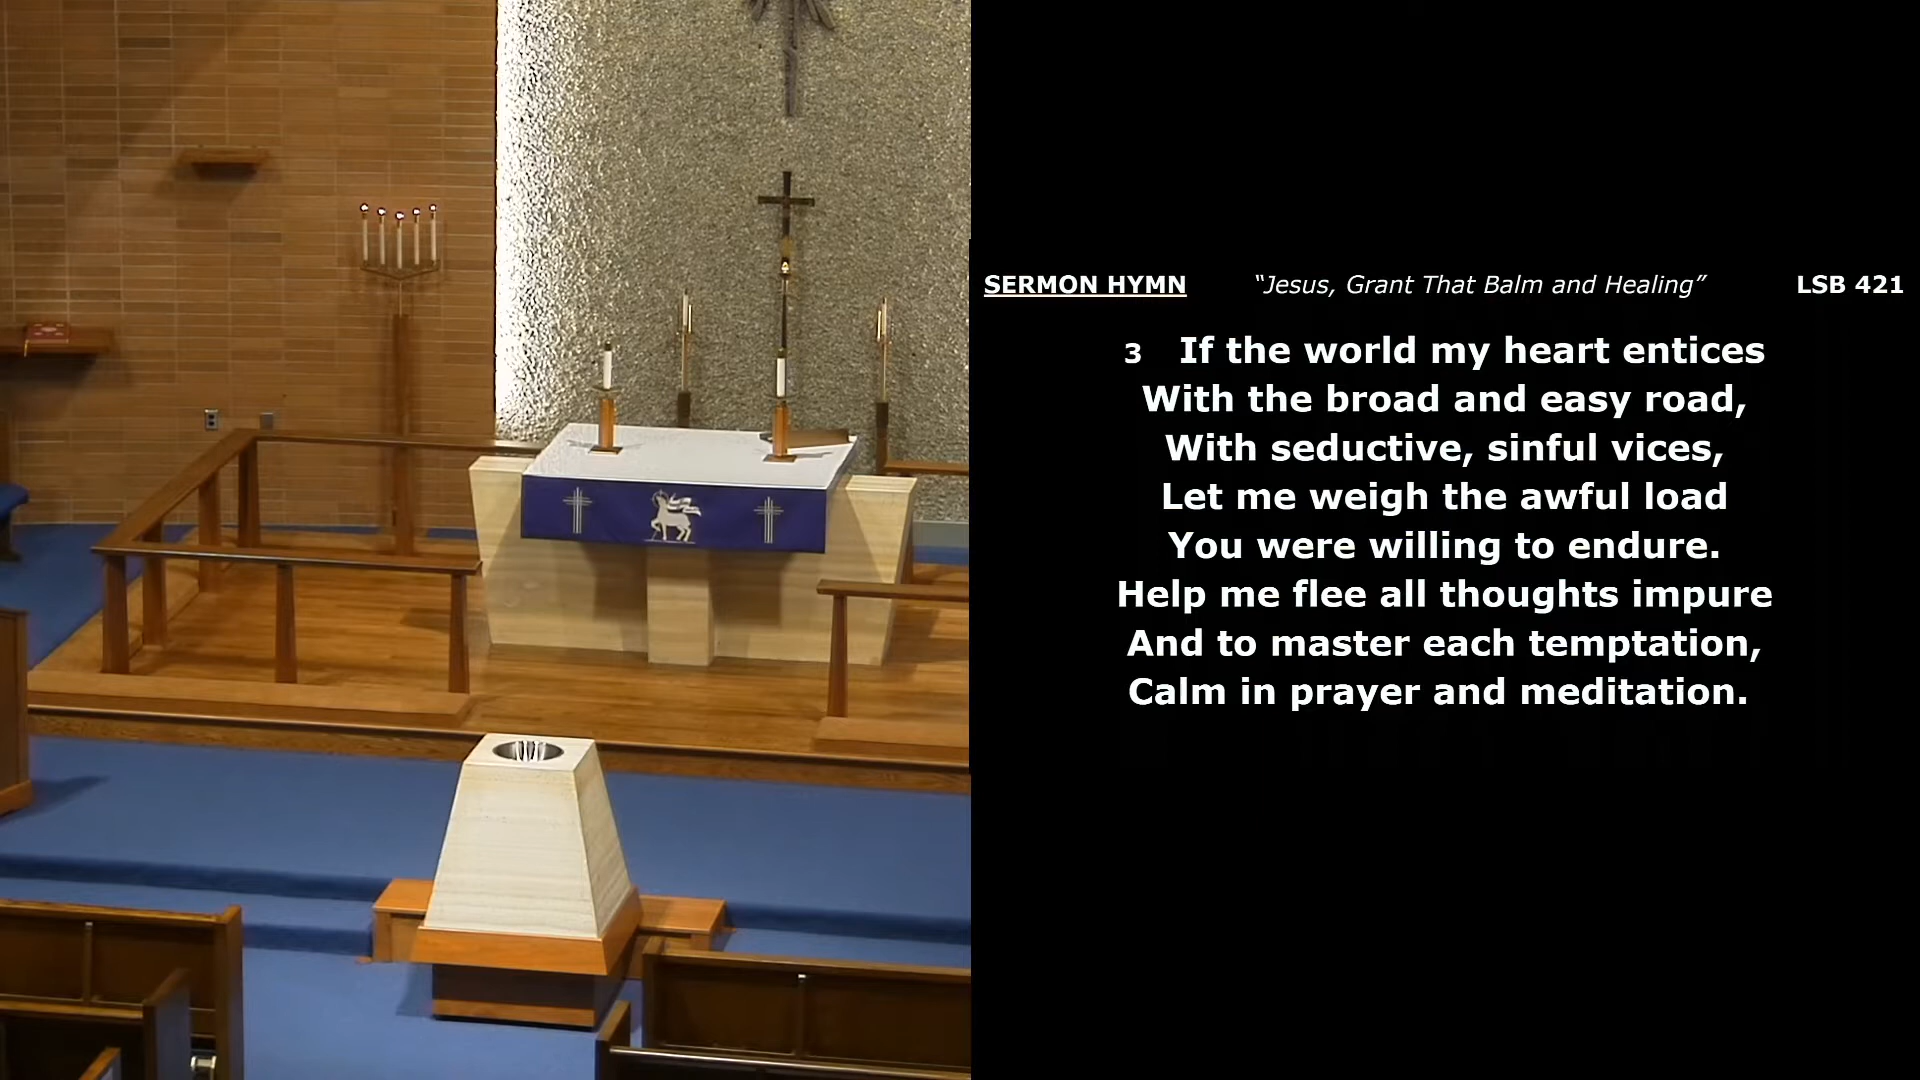 SERMON HYMN “Jesus, Grant That Balm and Healing” LSB 421
3 If the world my heart entices
With the broad and easy road,
With seductive, sinful vices,
Let me weigh the awful load
You were willing to endure.
Help me flee all thoughts impure
And to master each temptation,
Calm in prayer and meditation.